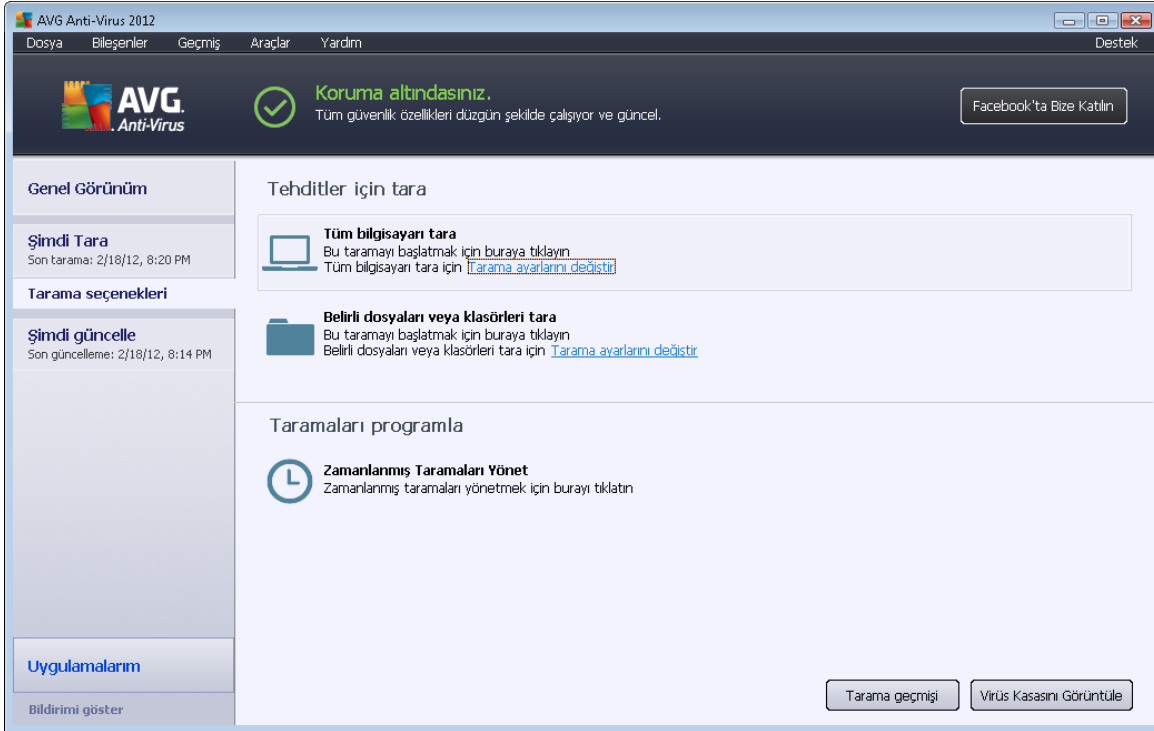 AVG Anti-Virus 2012
Dosya Bileşenler Geçmiş Araçlar Yardım Destek
AVG.
Anti-Virus
Koruma altındasınız.
Tüm güvenlik özellikleri düzgün şekilde çalışıyor ve güncel.
Facebook'ta Bize Katılın
Genel Görünüm
Şimdi Tara
Son tarama: 2/18/12, 8:20 PM
Tarama seçenekleri
Şimdi güncelle
Son güncelleme: 2/18/12, 8:14 PM
Uygulamalarım
Bildirimi göster
Tehditler için tara
Tüm bilgisayarı tara
Bu taramayı başlatmak için buraya tıklayın
Tüm bilgisayarı tara için Tarama ayarlarını değiştir
Belirli dosyaları veya klasörleri tara
Bu taramayı başlatmak için buraya tıklayın
Belirli dosyaları veya klasörleri tara için Tarama ayarlarını değiştir
Taramaları programla
Zamanlanmış Taramaları Yönet
Zamanlanmış taramaları yönetmek için burayı tıklatın
Tarama geçmişi
Virüs Kasasını Görüntüle